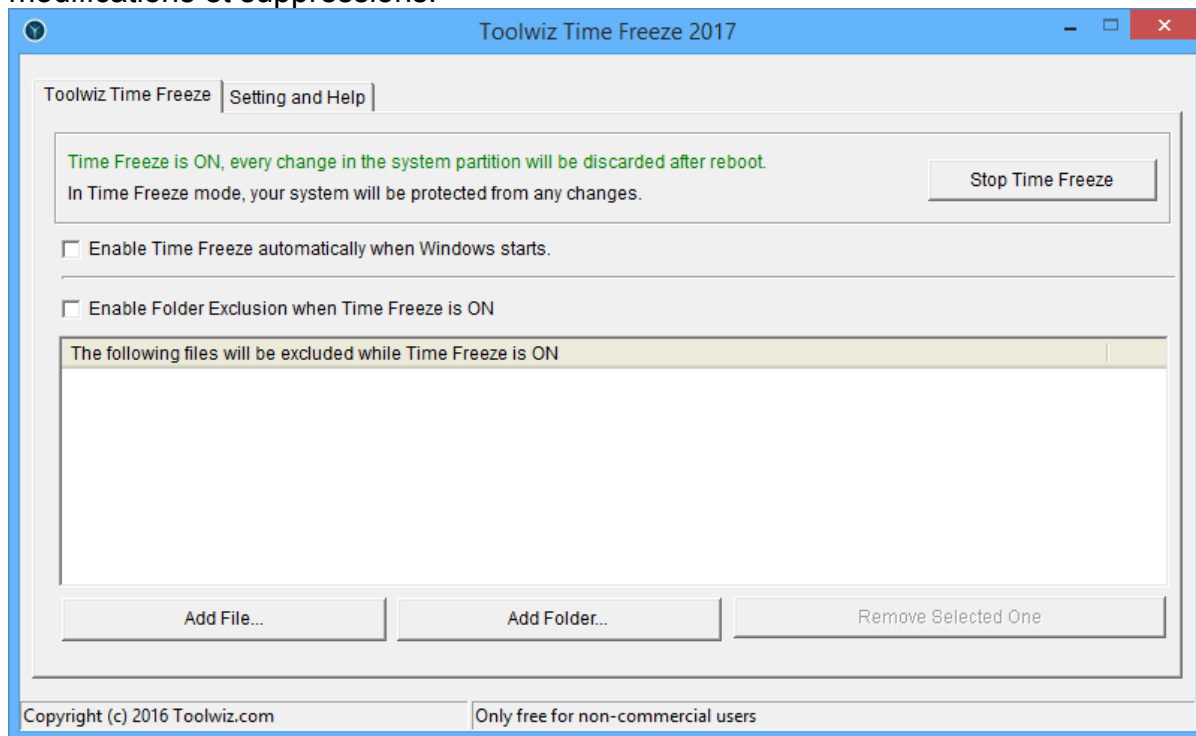 modifications et suppressions.
Toolwiz Time Freeze 2017
Toolwiz Time Freeze
Setting and Help
Time Freeze is ON, every change in the system partition will be discarded after reboot.
In Time Freeze mode, your system will be protected from any changes.
Stop Time Freeze
Enable Time Freeze automatically when Windows starts.
Enable Folder Exclusion when Time Freeze is ON
The following files will be excluded while Time Freeze is ON
Add File...
Add Folder...
Remove Selected One
Copyright (c) 2016 Toolwiz.com
Only free for non-commercial users